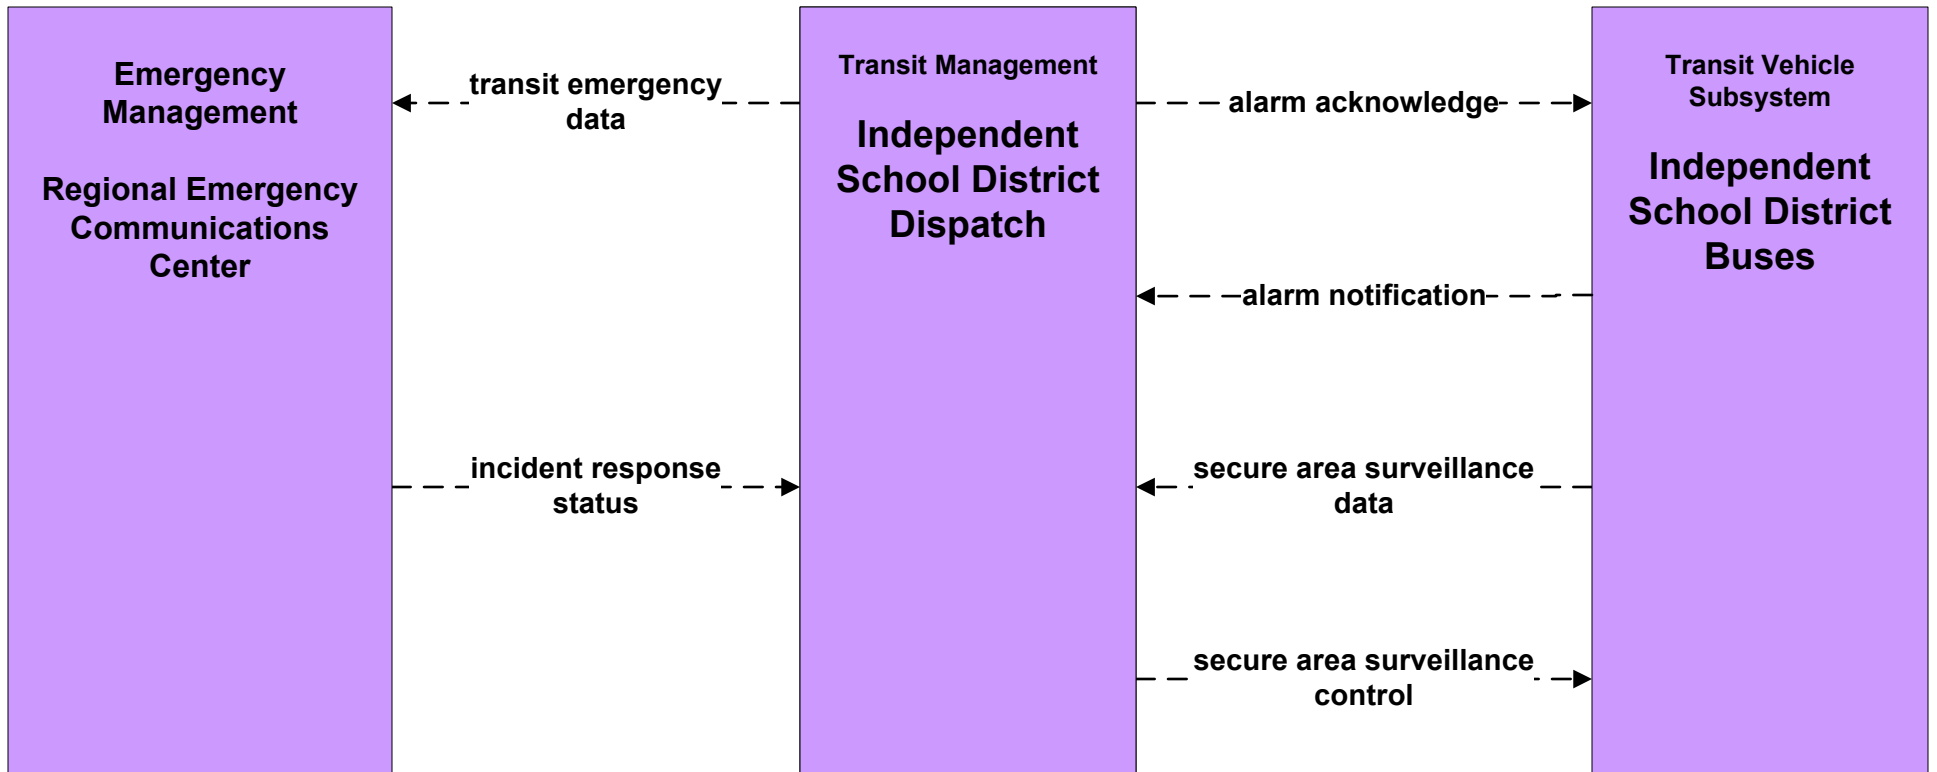 Emergency
Management
Regional Emergency
Communications
Center
transit emergency
data
incident response
status
Transit Management
Independent
School District
Dispatch
alarm acknowledge
alarm notification
secure area surveillance
data
secure area surveillance
control
Transit Vehicle
Subsystem
Independent
School District
Buses